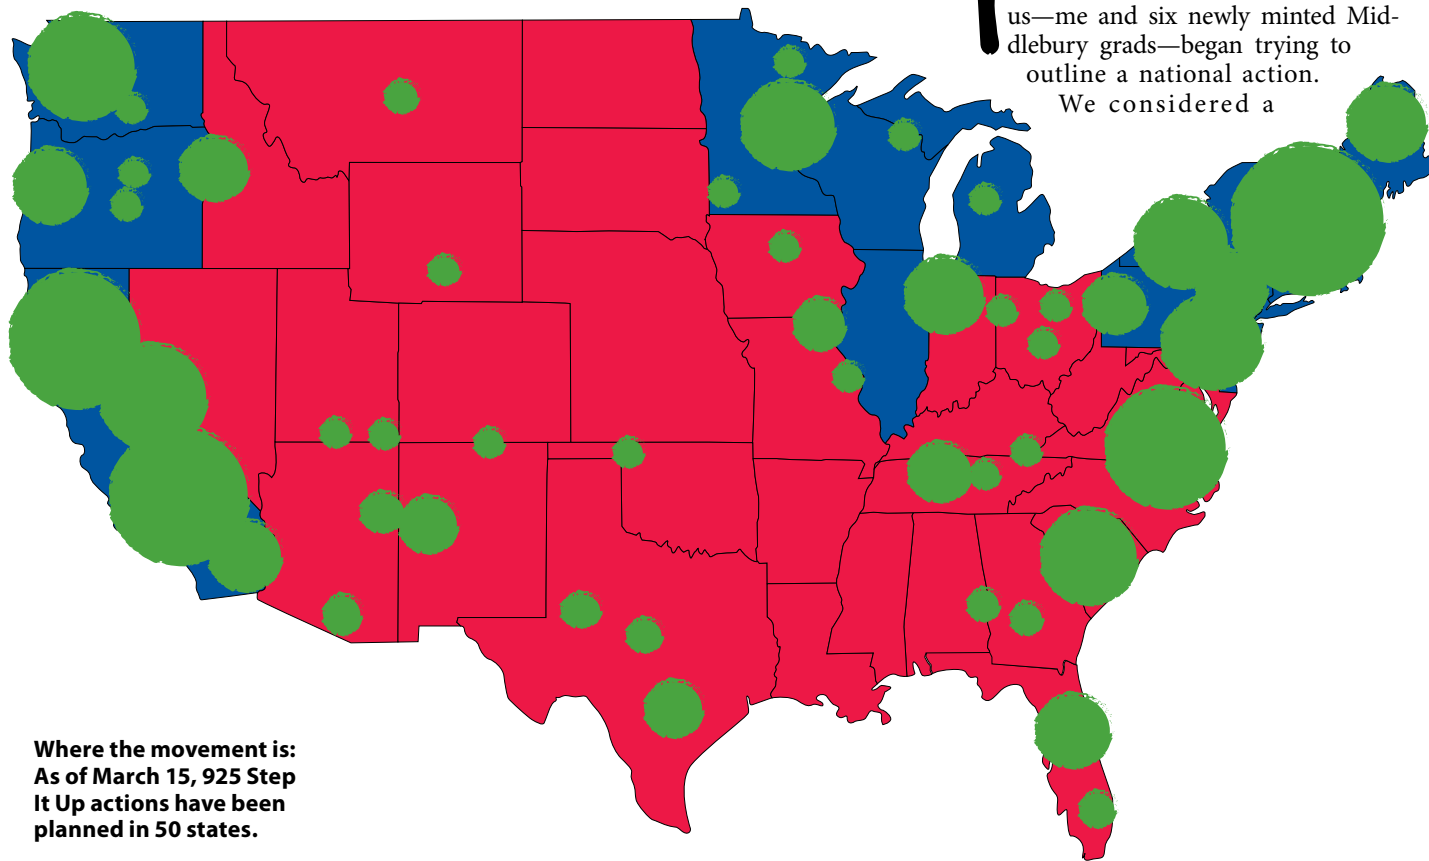 us—me and six newly minted Mid-
dlebury grads—began trying to
outline a national action.
We considered a
Where the movement is:
As of March 15, 925 Step
It Up actions have been
planned in 50 states.